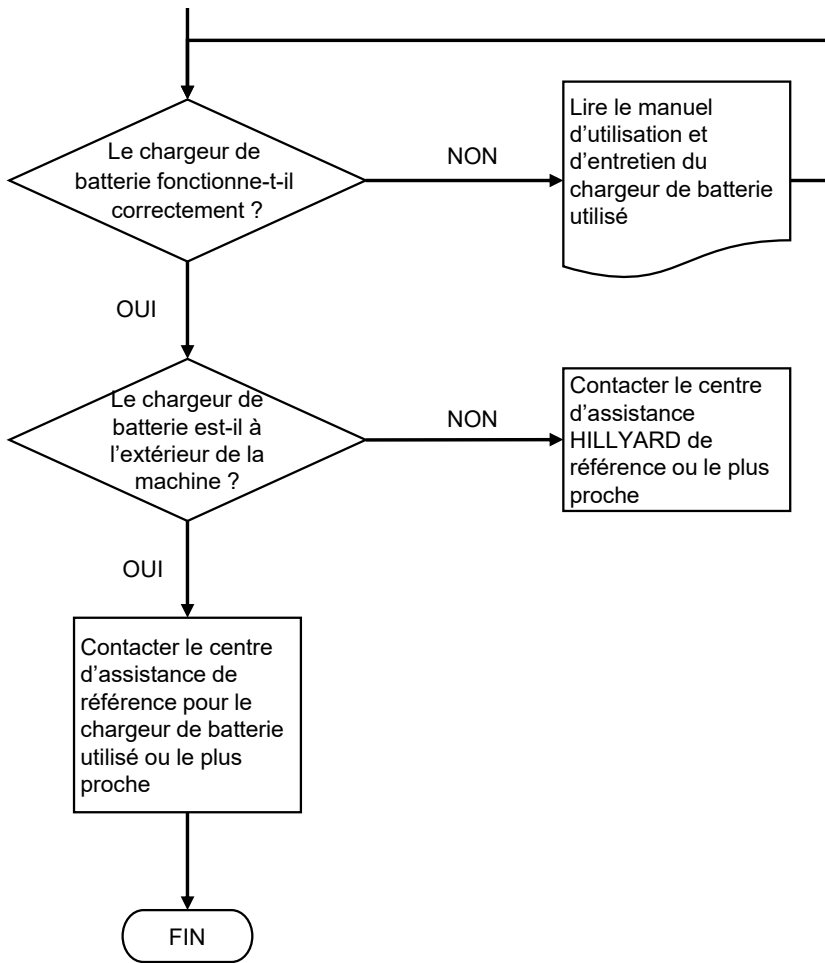 Le chargeur de
batterie fonctionne-t-il
correctement ?
NON
Lire le manuel
d’utilisation et
d’entretien du
chargeur de batterie
utilisé
OUI
Le chargeur de
batterie est-il à
l’extérieur de la
machine ?
NON
Contacter le centre
d’assistance
HILLYARD de
référence ou le plus
proche
OUI
Contacter le centre
d’assistance de
référence pour le
chargeur de batterie
utilisé ou le plus
proche
FIN